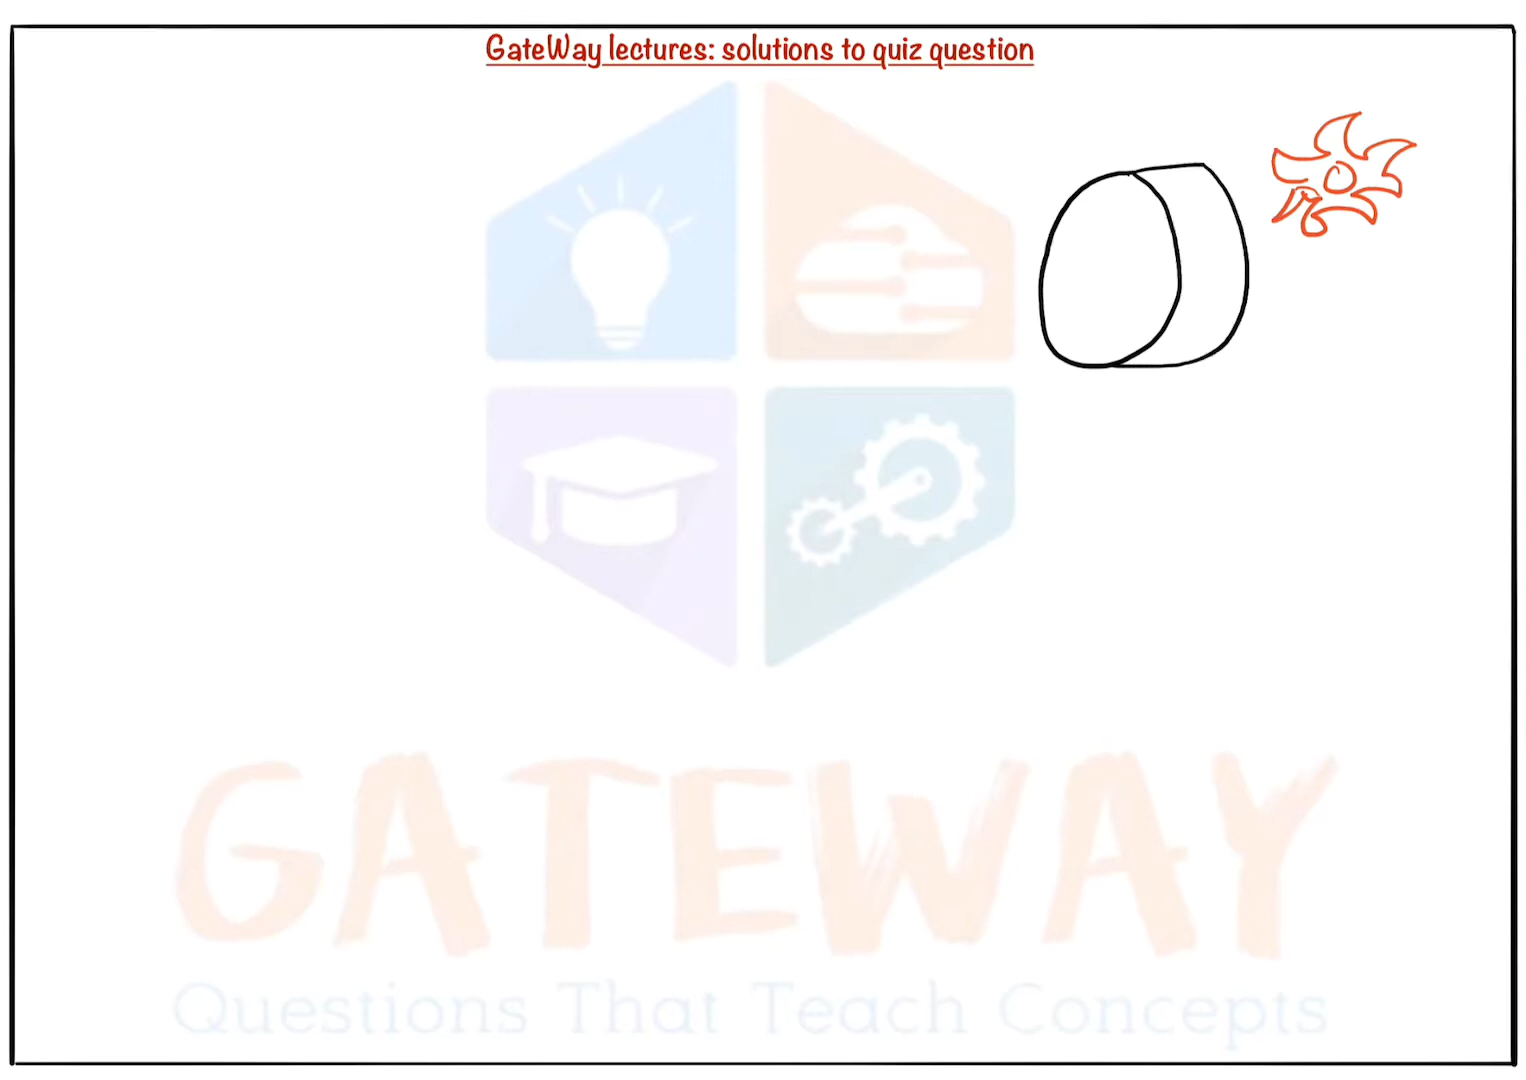 GateWay lectures: solutions to quiz question
GATEWAY
Questions That Teach Concepts